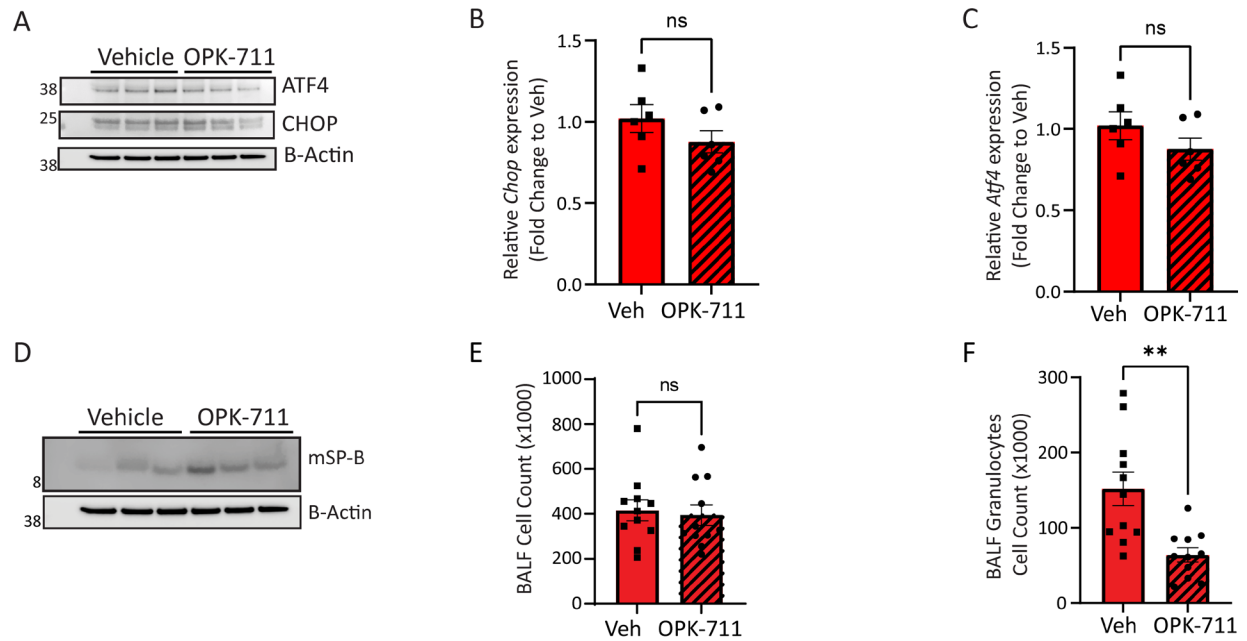 A
Vehicle OPK-711
38
ATF4
25
CHOP
38
B-Actin
B
Relative Chop expression
(Fold Change to Veh)
1.5
1.0
0.5
0.0
ns
Veh OPK-711
C
Relative Atf4 expression
(Fold Change to Veh)
1.5
1.0
0.5
0.0
ns
Veh OPK-711
D
Vehicle OPK-711
mSP-B
8
38
B-Actin
E
BALF Cell Count (x1000)
1000
800
600
400
200
0
ns
Veh OPK-711
F
BALF Granulocytes
Cell Count (x1000)
300
200
100
0
**
Veh OPK-711